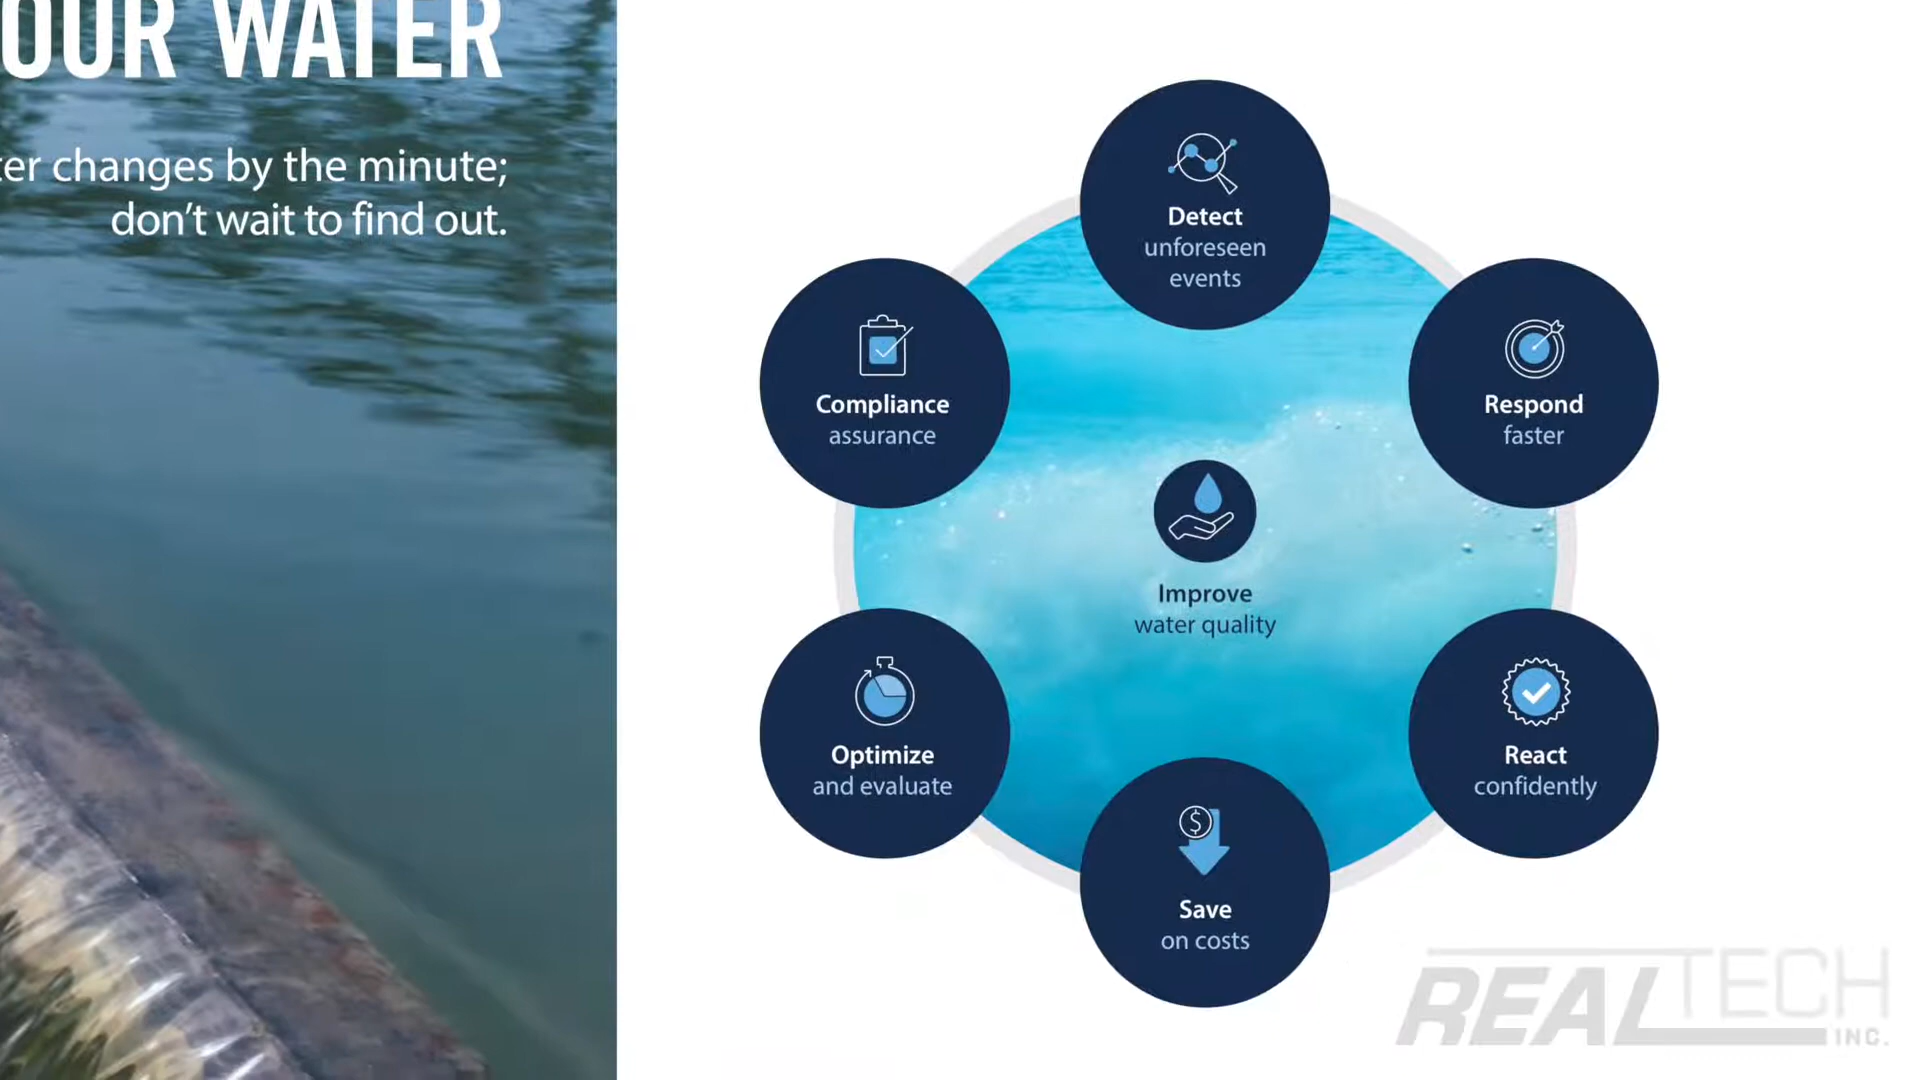 OUR WATER
er changes by the minute;
don’t wait to find out.
Detect
unforeseen
events
Compliance
assurance
Respond
faster
Improve
water quality
Optimize
and evaluate
React
confidently
$
Save
on costs
REALTECH
INC.